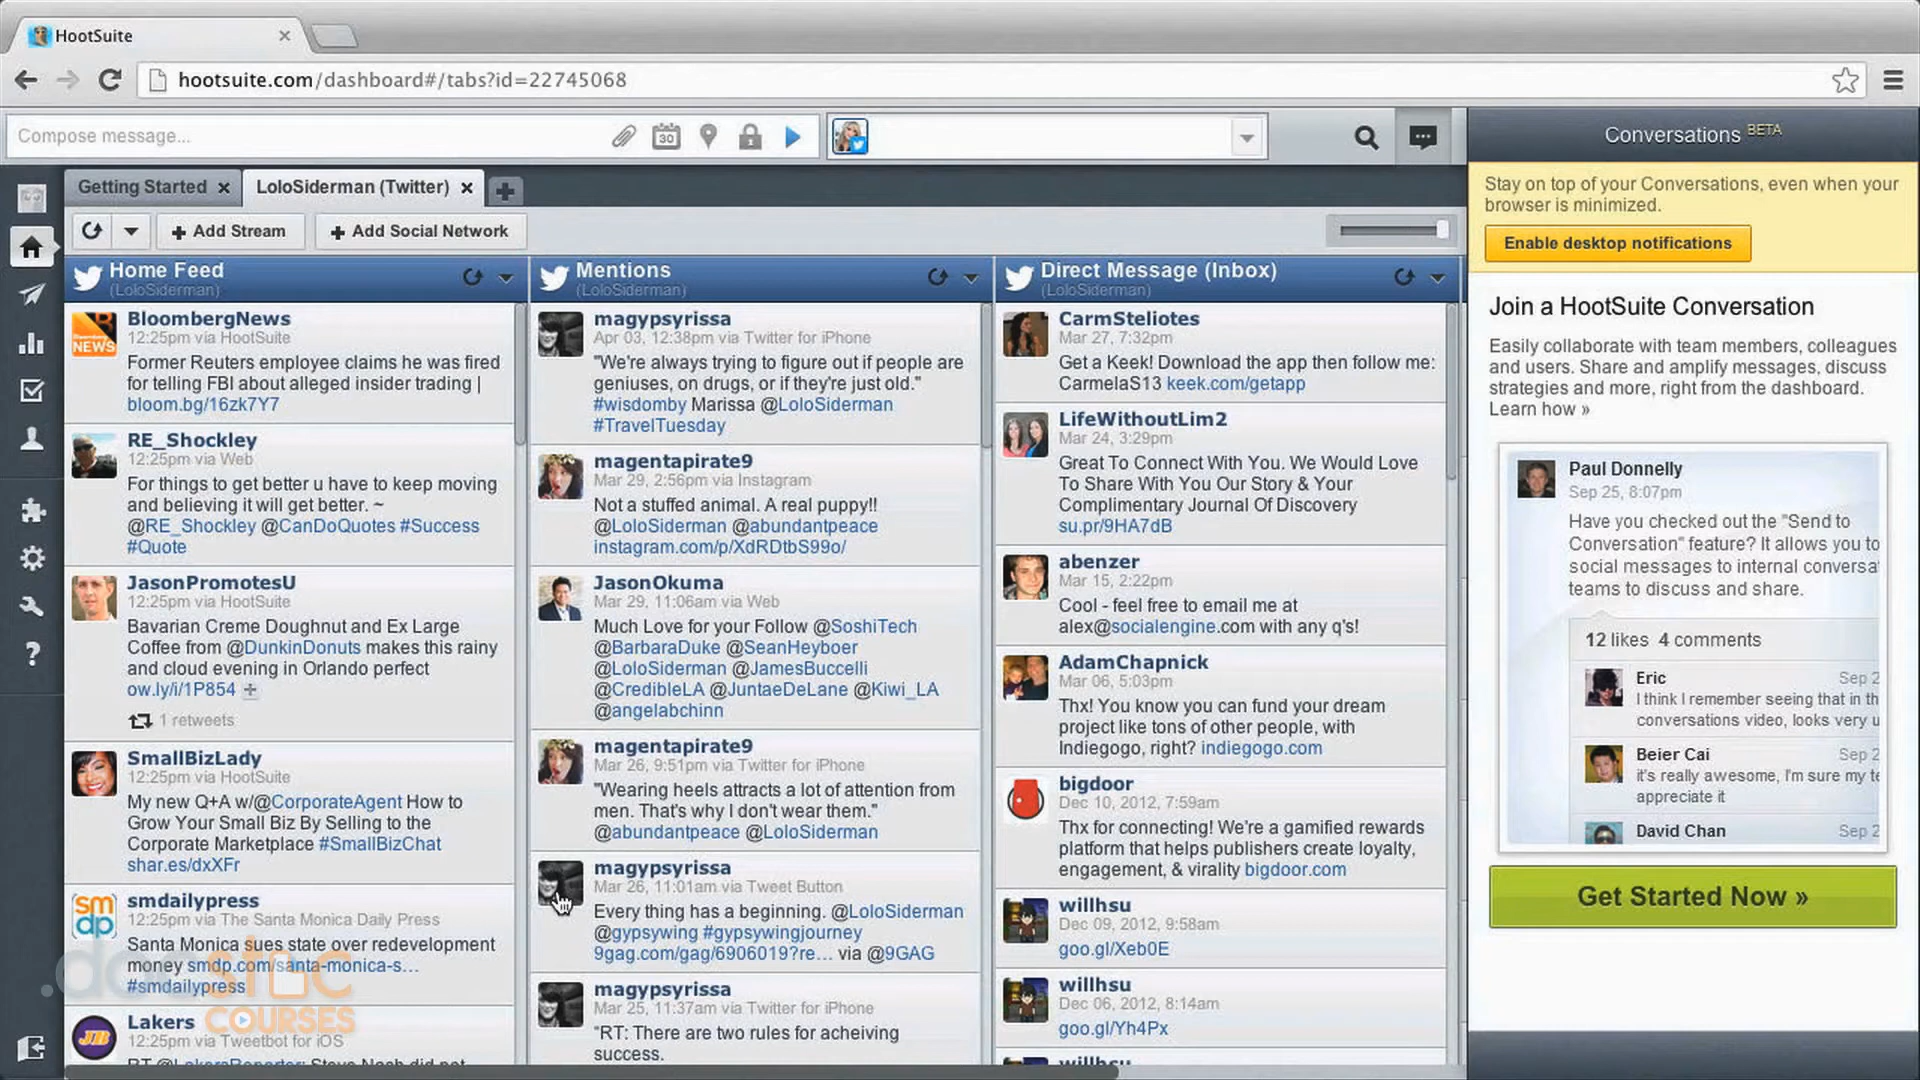 HootSuite
hootsuite.com/dashboard#/tabs?id=22745068
Compose message...
30
Getting Started
LoloSiderman (Twitter)
Add Stream
Add Social Network
Home Feed
(LoloSiderman)
BloombergNews
12:25pm via HootSuite
Former Reuters employee claims he was fired
for telling FBI about alleged insider trading |
bloom.bg/16zk7Y7
RE_Shockley
12:25pm via Web
For things to get better u have to keep moving
and believing it will get better. ~
@RE_Shockley @CanDoQuotes #Success
#Quote
JasonPromotesU
12:25pm via HootSuite
Bavarian Creme Doughnut and Ex Large
Coffee from @DunkinDonuts makes this rainy
and cloud evening in Orlando perfect
ow.ly/i/1P854
1 retweets
SmallBizLady
12:25pm via HootSuite
My new Q+A w/@CorporateAgent How to
Grow Your Small Biz By Selling to the
Corporate Marketplace #SmallBizChat
shar.es/dxXFr
smdailypress
12:25pm via The Santa Monica Daily Press
Santa Monica sues state over redevelopment
money smdp.com/santa-monica-s...
#smdailypress
Lakers
12:25pm via Tweetbot for iOS
RT @LakersReporter: Steve Nash did not
Mentions
(LoloSiderman)
magypsyrissa
Apr 03, 12:38pm via Twitter for iPhone
"We're always trying to figure out if people are
geniuses, on drugs, or if they're just old."
#wisdomby Marissa @LoloSiderman
#TravelTuesday
magentapirate9
Mar 29, 2:56pm via Instagram
Not a stuffed animal. A real puppy!!
@LoloSiderman @abundantpeace
instagram.com/p/XdRDtbS99o/
JasonOkuma
Mar 29, 11:06am via Web
Much Love for your Follow @SoshiTech
@BarbaraDuke @SeanHeyboer
@LoloSiderman @JamesBuccelli
@CredibleLA @JuntaeDeLane @Kiwi_LA
@angelabchinn
magentapirate9
Mar 26, 9:51pm via Twitter for iPhone
"Wearing heels attracts a lot of attention from
men. That's why I don't wear them."
@abundantpeace @LoloSiderman
magypsyrissa
Mar 26, 11:01am via Tweet Button
Every thing has a beginning. @LoloSiderman
@gypsywing #gypsywingjourney
9gag.com/gag/6906019?re... via @9GAG
magypsyrissa
Mar 25, 11:37am via Twitter for iPhone
"RT: There are two rules for acheiving
success.
Direct Message (Inbox)
(LoloSiderman)
CarmSteliotes
Mar 27, 7:32pm
Get a Keek! Download the app then follow me:
CarmelaS13 keek.com/getapp
LifeWithoutLim2
Mar 24, 3:29pm
Great To Connect With You. We Would Love
To Share With You Our Story & Your
Complimentary Journal Of Discovery
su.pr/9HA7dB
abenzer
Mar 15, 2:22pm
Cool - feel free to email me at
alex@socialengine.com with any q's!
AdamChapnick
Mar 06, 5:03pm
Thx! You know you can fund your dream
project like tons of other people, with
Indiegogo, right? indiegogo.com
bigdoor
Dec 10, 2012, 7:59am
Thx for connecting! We're a gamified rewards
platform that helps publishers create loyalty,
engagement, & virality bigdoor.com
willhsu
Dec 09, 2012, 9:58am
goo.gl/Xeb0E
willhsu
Dec 06, 2012, 8:14am
goo.gl/Yh4Px
willhsu
Conversations BETA
Stay on top of your Conversations, even when your
browser is minimized.
Enable desktop notifications
Join a HootSuite Conversation
Easily collaborate with team members, colleagues
and users. Share and amplify messages, discuss
strategies and more, right from the dashboard.
Learn how »
Paul Donnelly
Sep 25, 8:07pm
Have you checked out the "Send to
Conversation" feature? It allows you to
social messages to internal conversa
teams to discuss and share.
12 likes 4 comments
Eric Sep 2
I think I remember seeing that in th
conversations video, looks very u
Beier Cai Sep 2
it's really awesome, I'm sure my te
appreciate it
David Chan Sep 2
Get Started Now »
.docstoc
COURSES